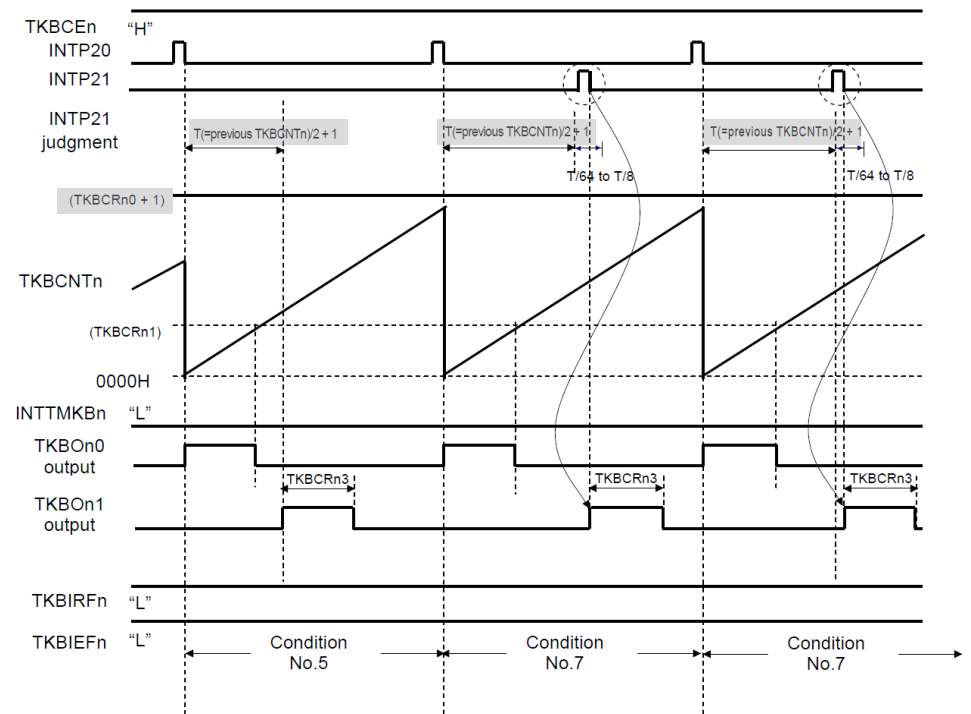 TKBCEn "H"
INTP20
INTP21
INTP21
judgment
T(=previous TKBCNTn)/2 + 1
T(=previous TKBCNTn)/2 + 1
T(=previous TKBCNTn)/2 + 1
T/64 to T/8
T/64 to T/8
(TKBCRn0 + 1)
TKBCNTn
(TKBCRn1)
0000H
INTTMKBn "L"
TKBOn0
output
TKBCRn3
TKBCRn3
TKBCRn3
TKBOn1
output
TKBIRFn "L"
TKBIEFn "L"
Condition
No.5
Condition
No.7
Condition
No.7